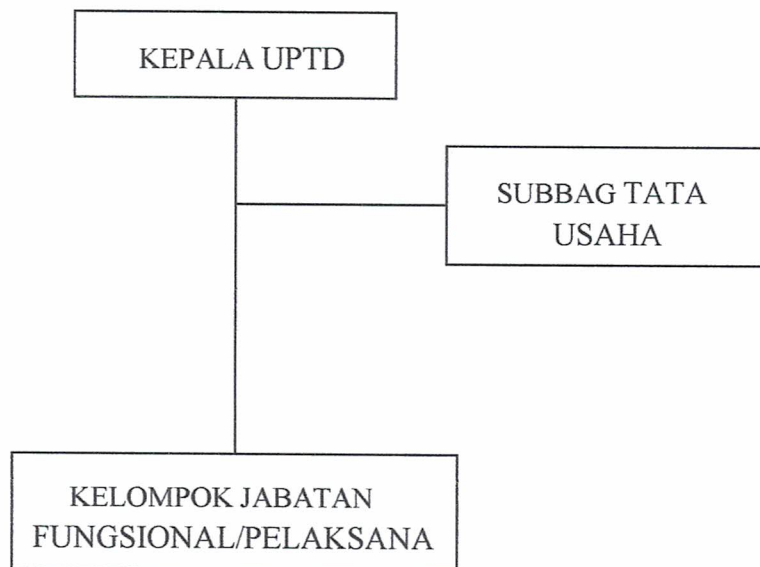 KEPALA UPTD
SUBBAG TATA
USAHA
KELOMPOK JABATAN
FUNGSIONAL/PELAKSANA